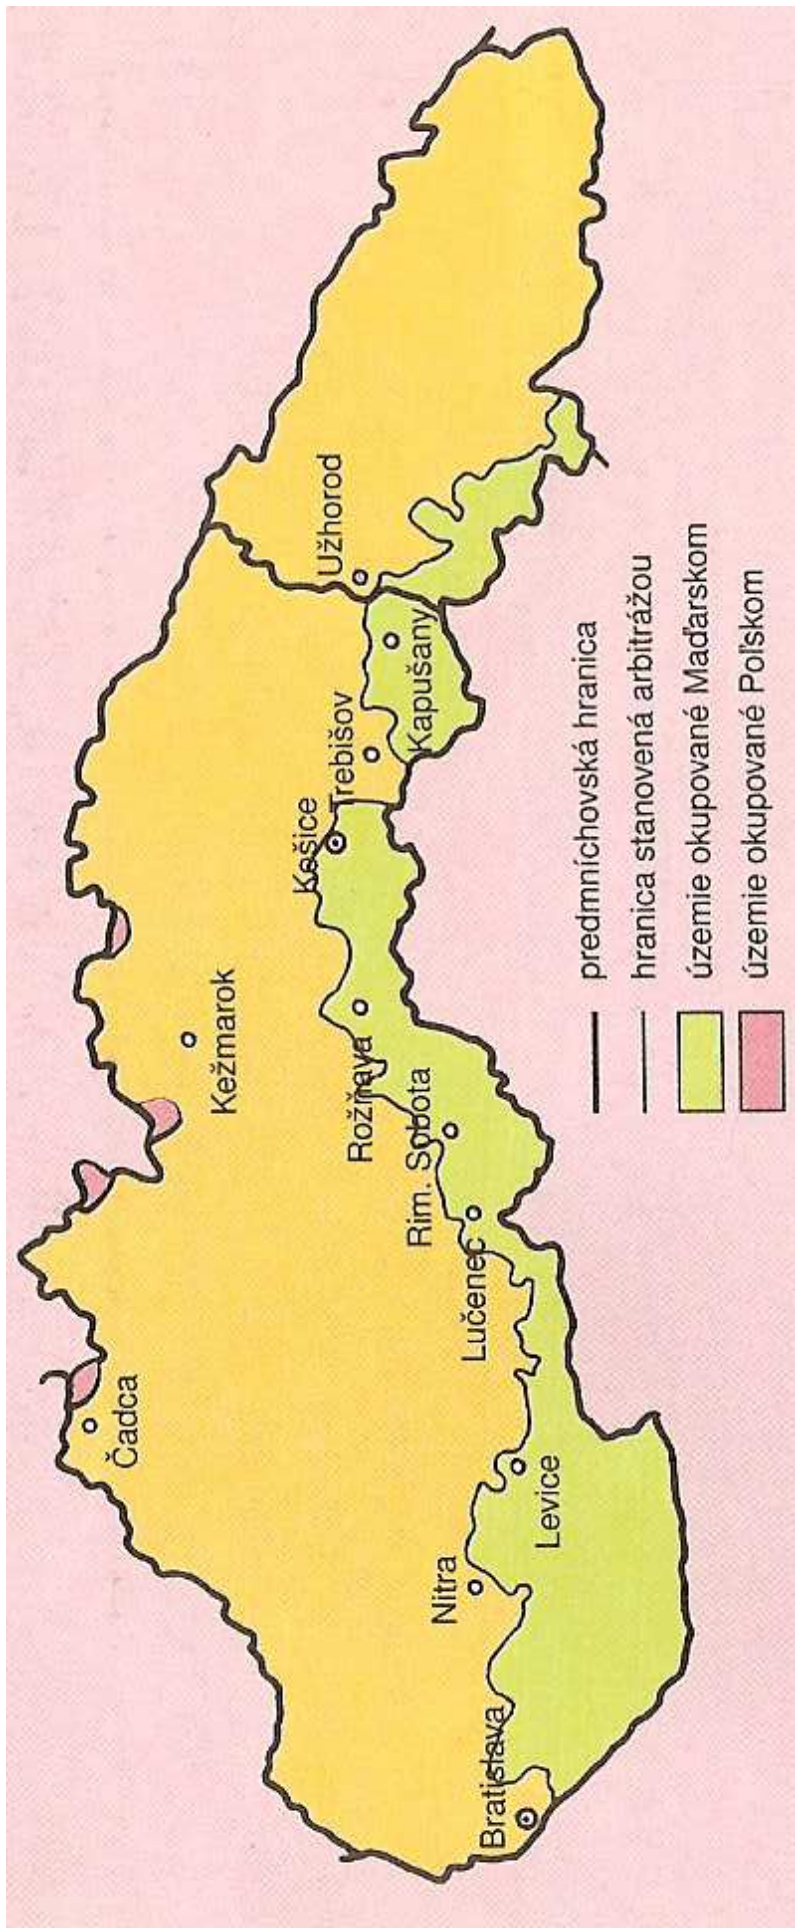 Čadca
Kežmarok
Užhorod
Košice
Trebišov
Kapušany
Rožňava
Rim. Sobota
Lučenec
Nitra
Levice
Bratislava
predmníchovská hranica
hranica stanovená arbitrážou
územie okupované Maďarskom
územie okupované Poľskom